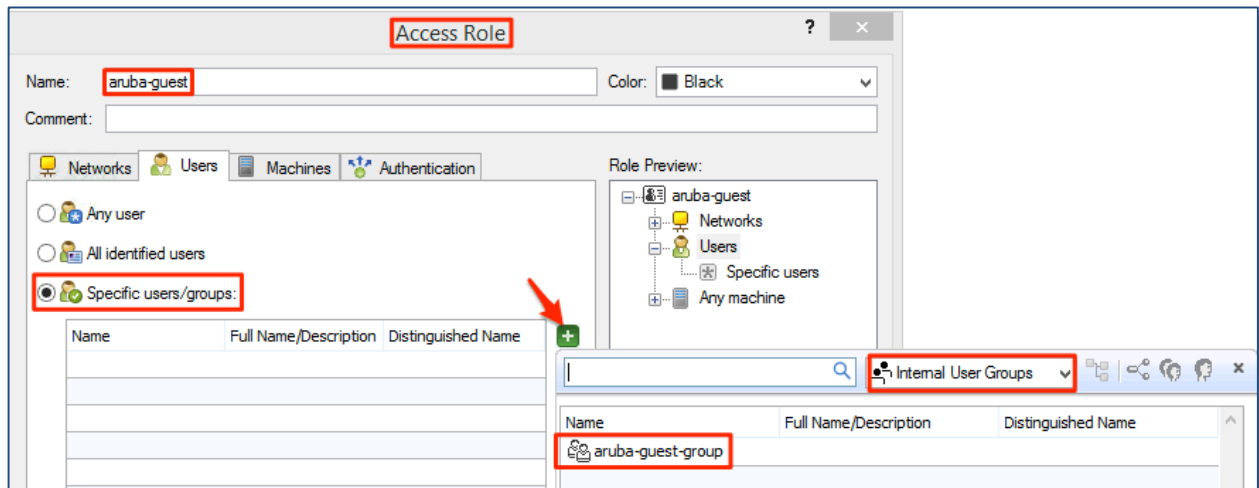 Access Role
?
×
Name: aruba-guest Color: Black
Comment:
Networks Users Machines Authentication
Role Preview:
Any user
All identified users
Specific users/groups:
aruba-guest
Networks
Users
Specific users
Any machine
Name Full Name/Description Distinguished Name
Internal User Groups ×
Name Full Name/Description Distinguished Name
aruba-guest-group